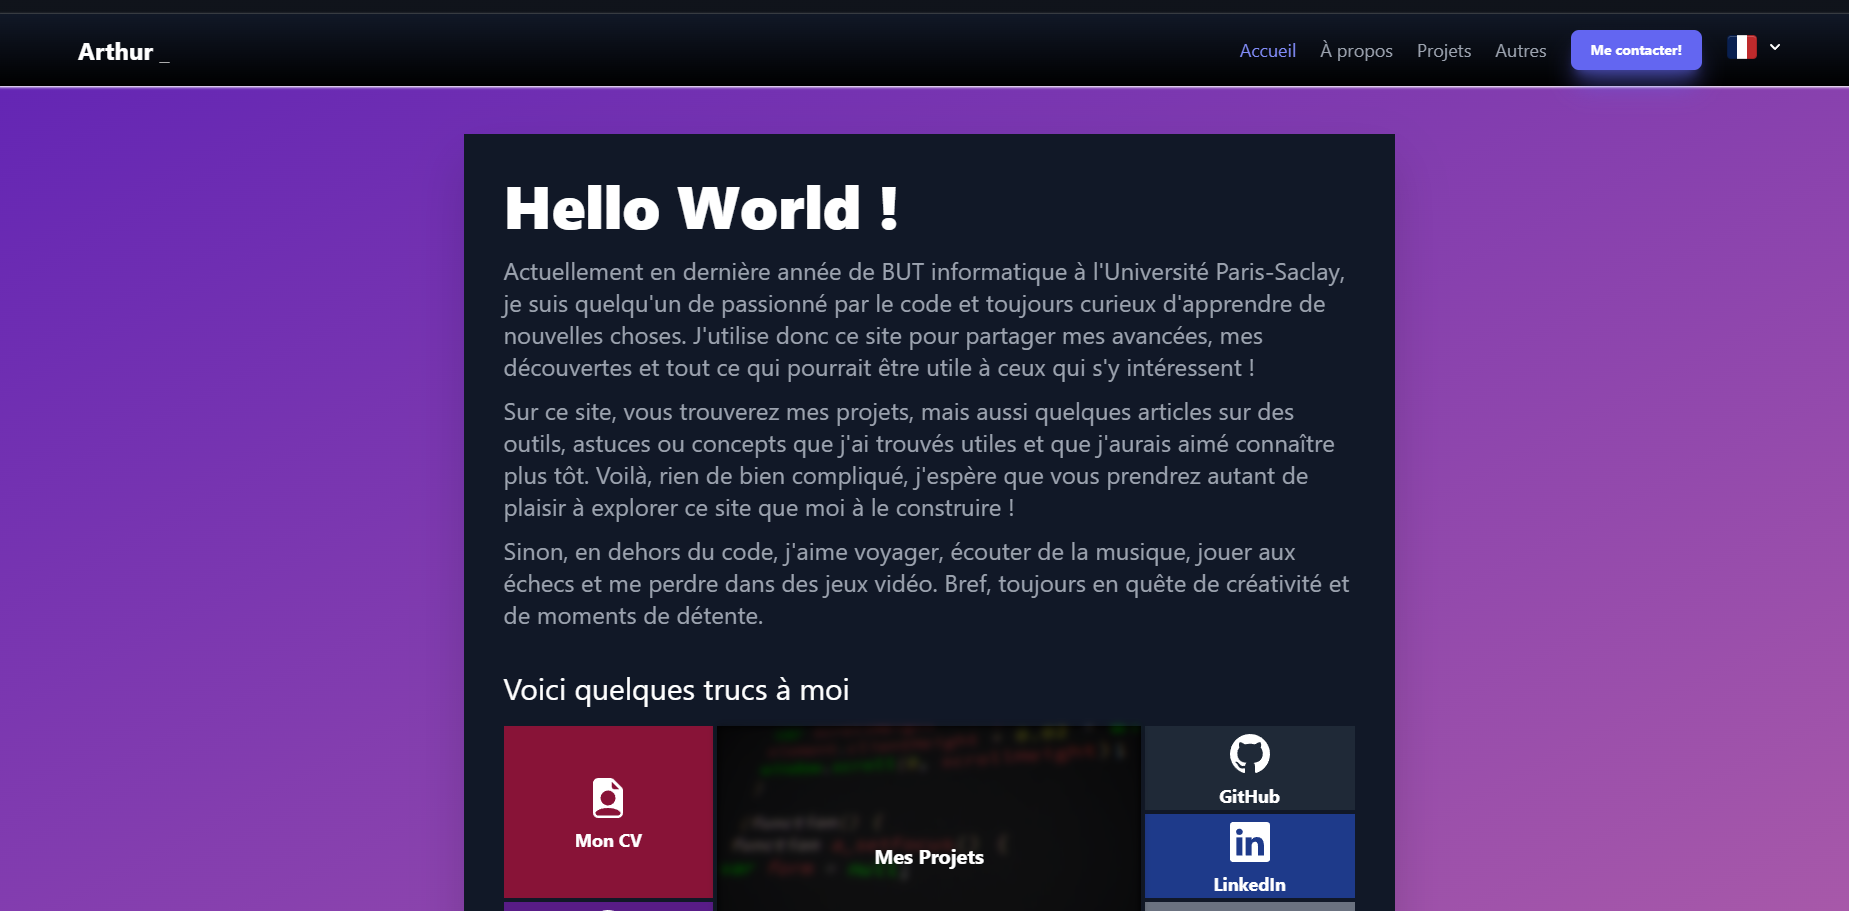 Arthur _
Accueil À propos Projets Autres Me contacter!
Hello World !
Actuellement en dernière année de BUT informatique à l'Université Paris-Saclay,
je suis quelqu'un de passionné par le code et toujours curieux d'apprendre de
nouvelles choses. J'utilise donc ce site pour partager mes avancées, mes
découvertes et tout ce qui pourrait être utile à ceux qui s'y intéressent !
Sur ce site, vous trouverez mes projets, mais aussi quelques articles sur des
outils, astuces ou concepts que j'ai trouvés utiles et que j'aurais aimé connaître
plus tôt. Voilà, rien de bien compliqué, j'espère que vous prendrez autant de
plaisir à explorer ce site que moi à le construire !
Sinon, en dehors du code, j'aime voyager, écouter de la musique, jouer aux
échecs et me perdre dans des jeux vidéo. Bref, toujours en quête de créativité et
de moments de détente.
Voici quelques trucs à moi
Mon CV
Mes Projets
GitHub
LinkedIn